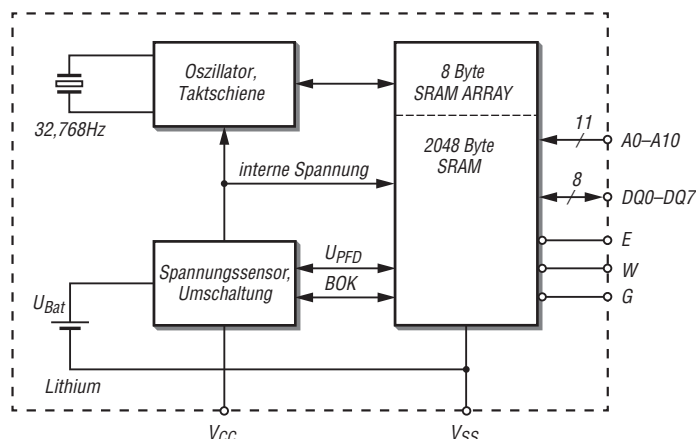 Oszillator,
Taktschiene
8 Byte
SRAM ARRAY
32,768Hz
11
A0–A10
2048 Byte
SRAM
interne Spannung
8
DQ0–DQ7
E
Spannungssensor,
Umschaltung
UPFD
W
BOK
G
UBat
Lithium
VCC
VSS